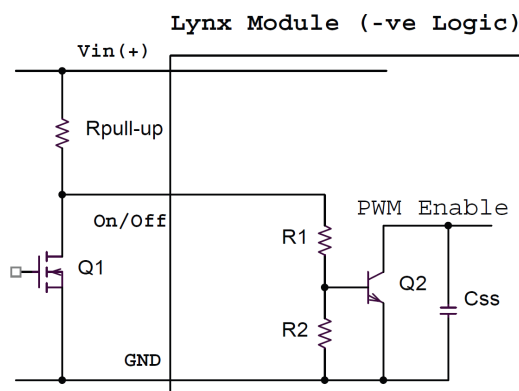 Lynx Module (-ve Logic)
Vin(+)
Rpull-up
On/Off
PWM Enable
R1
Q1
Q2
Css
R2
GND